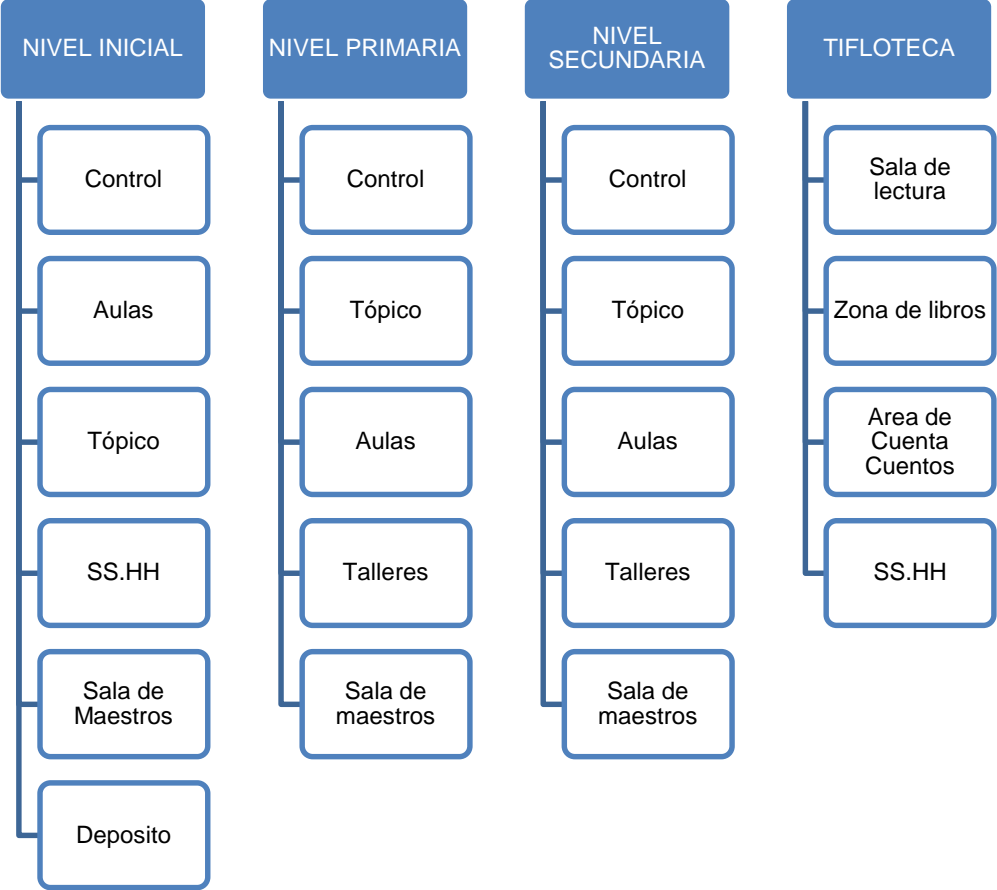 NIVEL INICIAL
Control
Aulas
Tópico
SS.HH
Sala de
Maestros
Deposito
NIVEL PRIMARIA
Control
Tópico
Aulas
Talleres
Sala de
maestros
NIVEL
SECUNDARIA
Control
Tópico
Aulas
Talleres
Sala de
maestros
TIFLOTECA
Sala de
lectura
Zona de libros
Area de
Cuenta
Cuentos
SS.HH